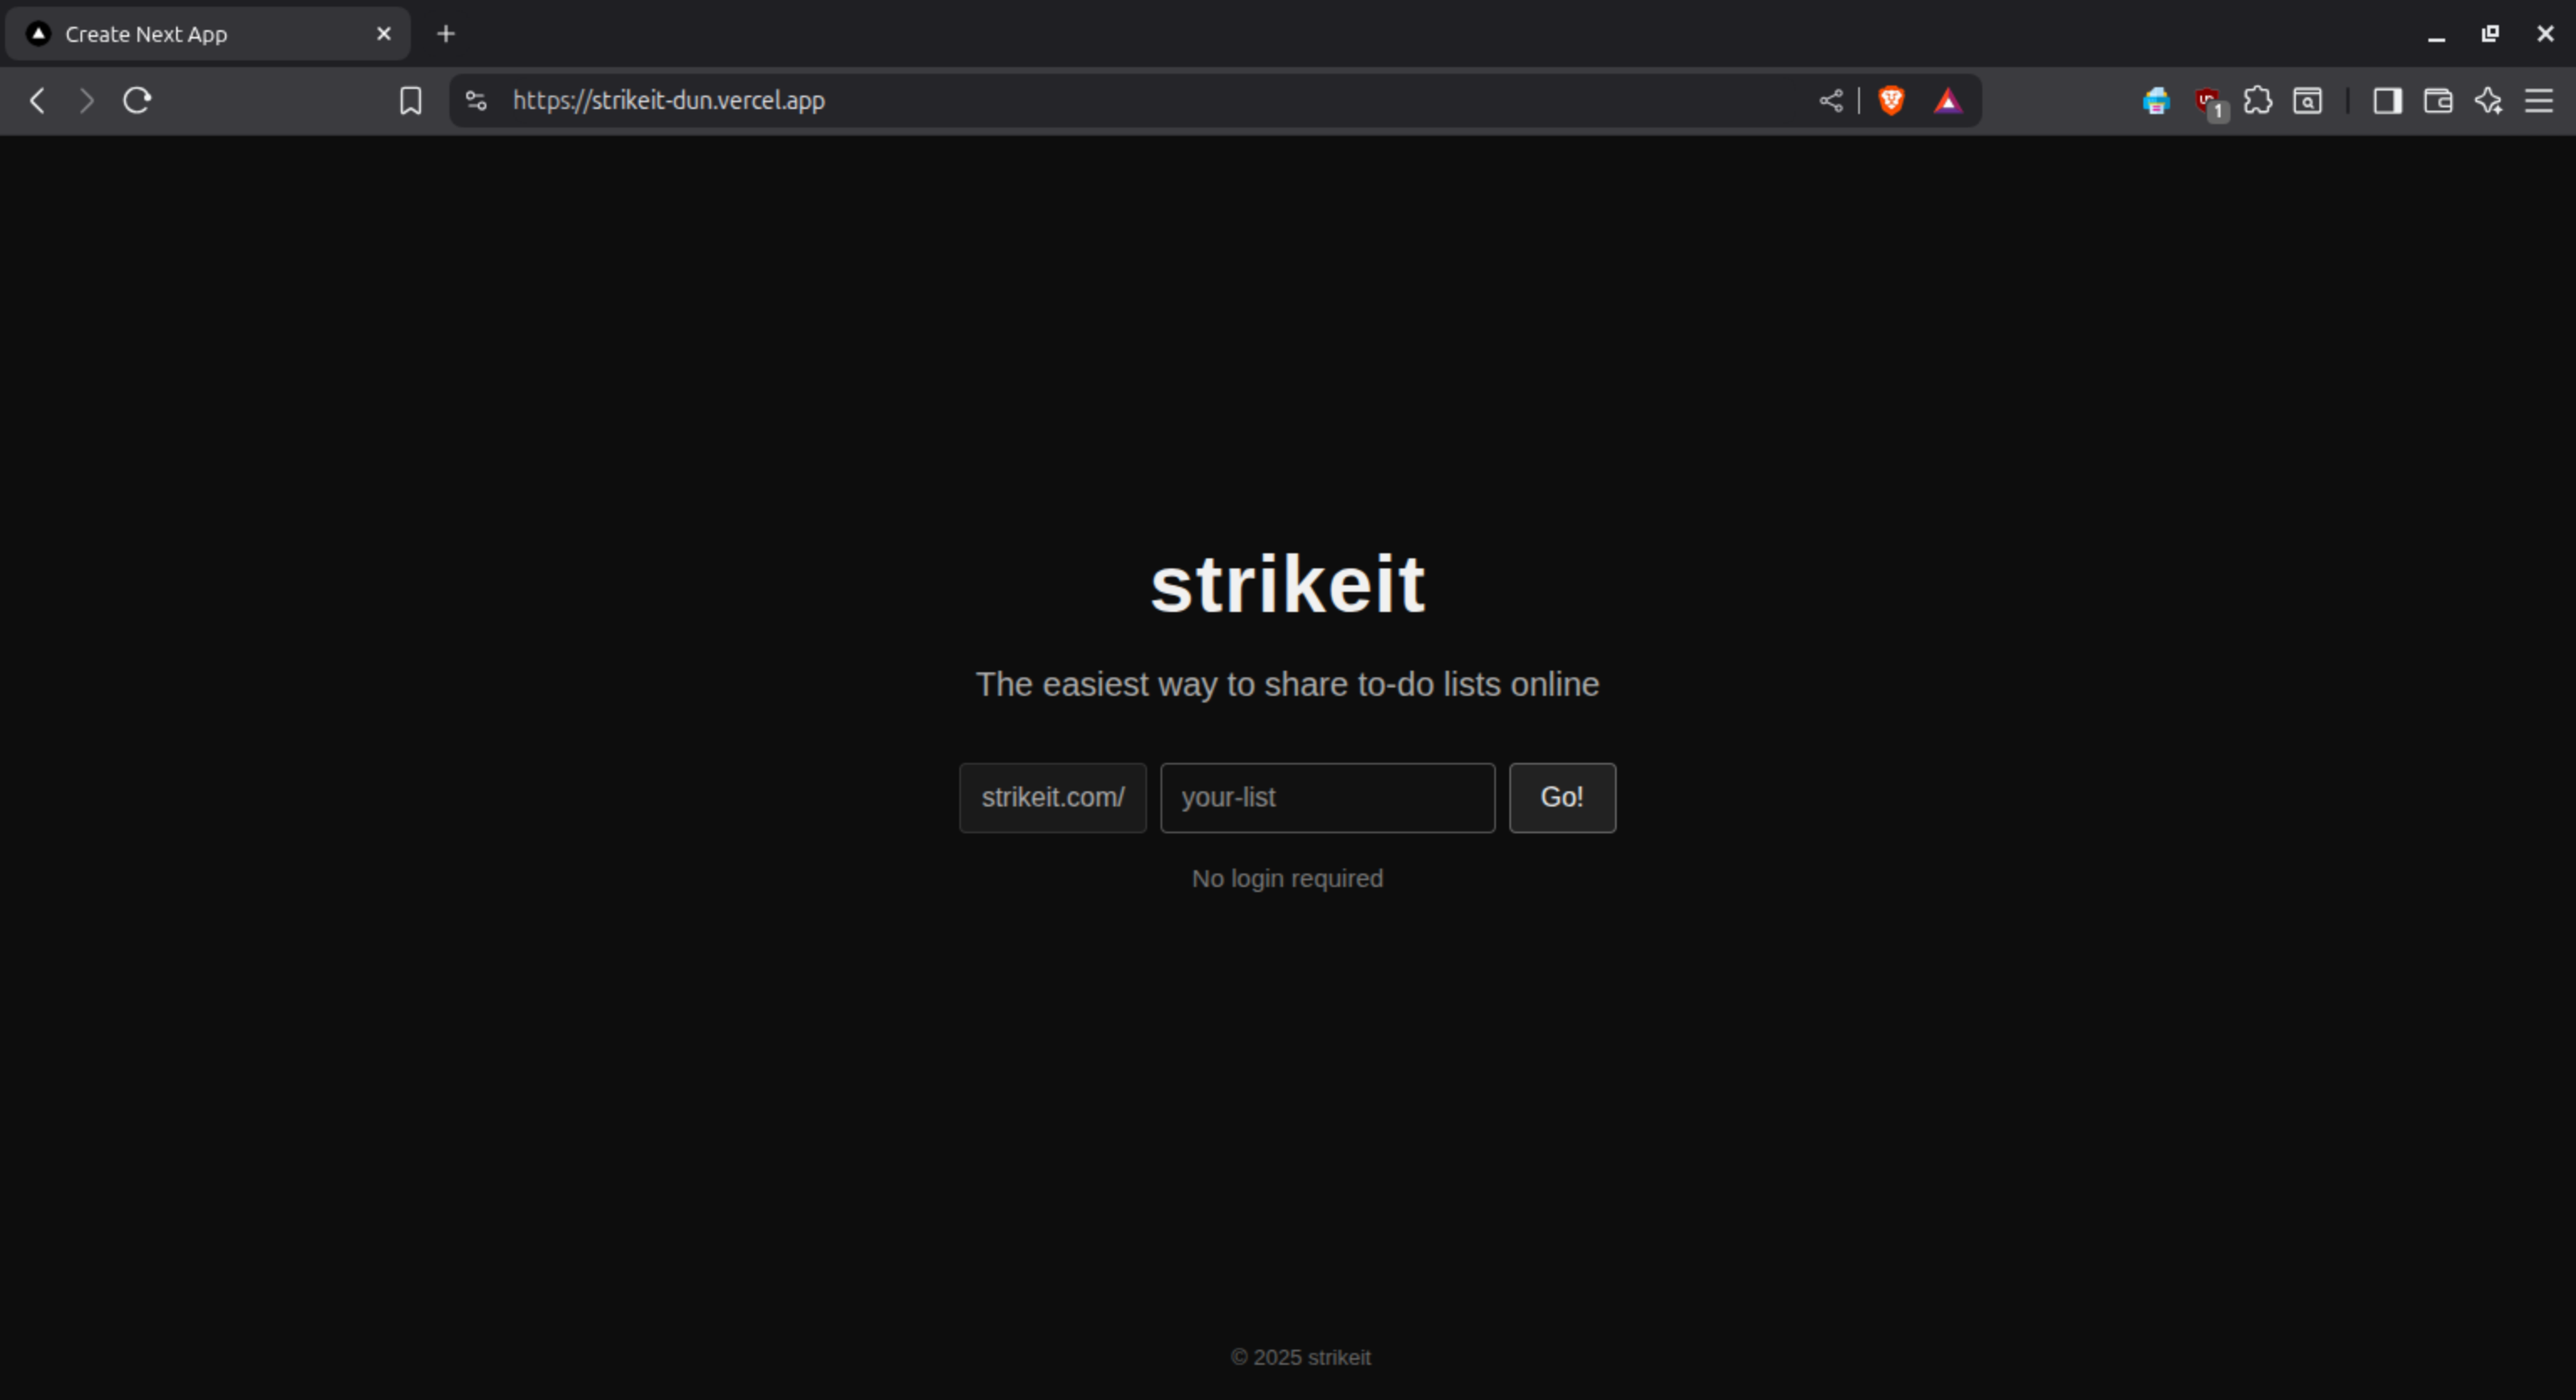 Create Next App
https://strikeit-dun.vercel.app
1
strikeit
The easiest way to share to-do lists online
strikeit.com/ your-list Go!
No login required
© 2025 strikeit